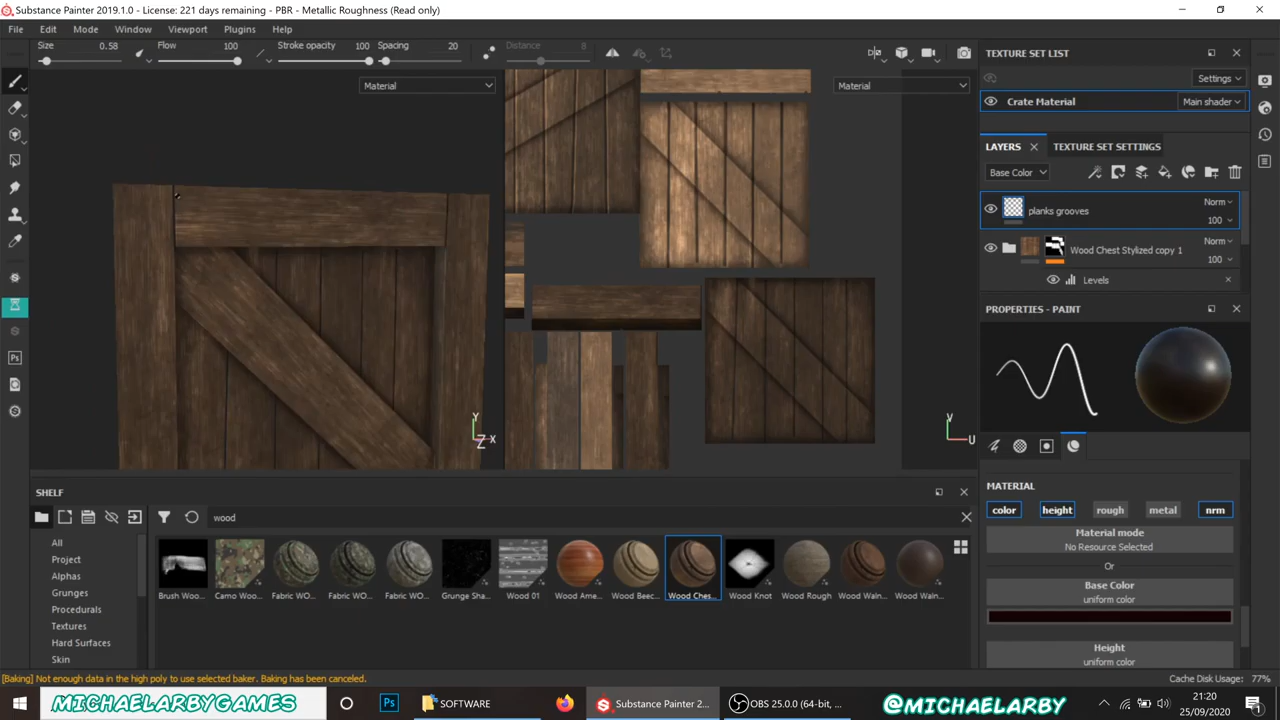 Substance Painter 2019.1.0 - License: 221 days remaining - PBR - Metallic Roughness (Read only)
File Edit Mode Window Viewport Plugins Help
Size 0.58 Flow 100 Stroke opacity 100 Spacing 20 Distance 8
Material
Material
TEXTURE SET LIST
Settings
Crate Material Main shader
LAYERS TEXTURE SET SETTINGS
Base Color
planks grooves Norm 100
Wood Chest Stylized copy 1 Norm 100
Levels
PROPERTIES - PAINT
Y
Z X
V
U
MATERIAL
color height rough metal nrm
Material mode
No Resource Selected
Or
Base Color
uniform color
Height
uniform color
SHELF
wood
All
Project
Alphas
Grunges
Procedurals
Textures
Hard Surfaces
Skin
Brush Woo... Camo Woo... Fabric WO... Fabric WO... Fabric WO... Grunge Sha... Wood 01 Wood Ame... Wood Beec... Wood Ches... Wood Knot Wood Rough Wood Waln... Wood Waln...
[Baking] Not enough data in the high poly to use selected baker. Baking has been canceled.
Cache Disk Usage: 77%
MICHAELARBYGAMES
Ps
SOFTWARE
Substance Painter 2...
OBS 25.0.0 (64-bit, ...
@MICHAELARBY
21:20
25/09/2020
1